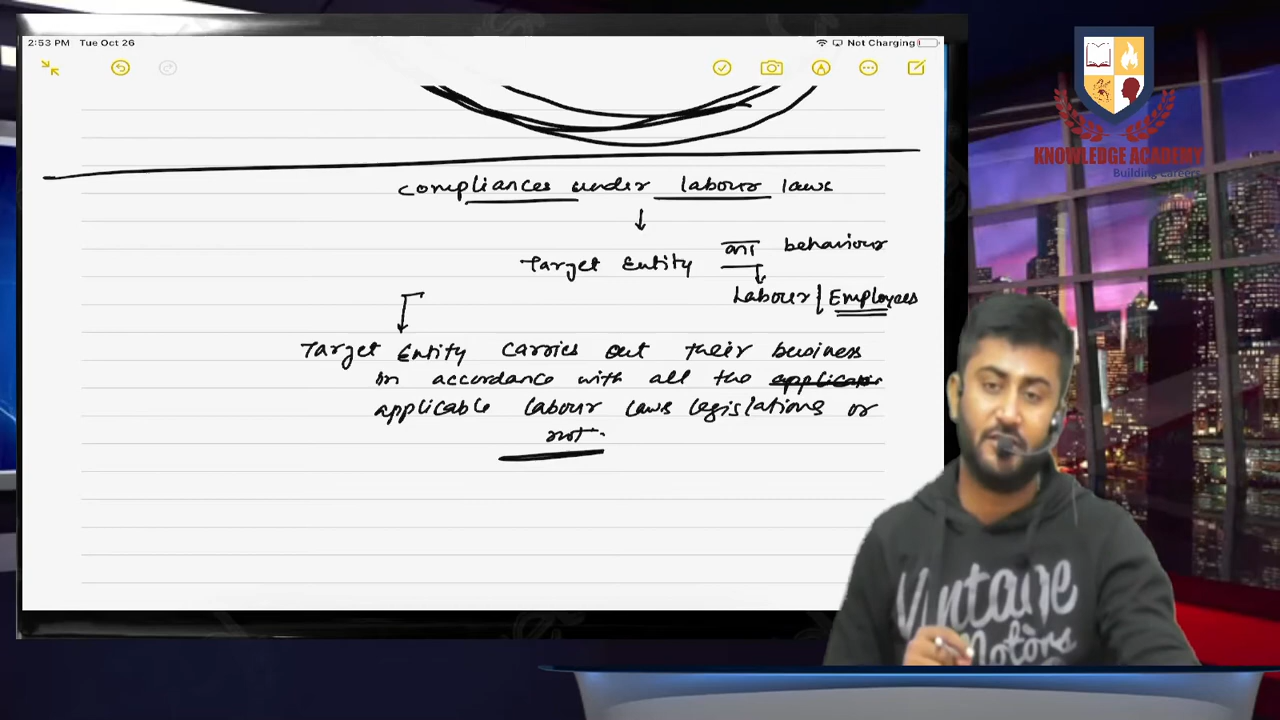 2:53 PM Tue Oct 26
Not Charging
KNOWLEDGE ACADEMY
Building Careers
compliances under labour laws
behaviour
Target Entity
Labour | Employees
Target Entity carries out their business
in accordance with all the
applicable labour laws legislations or
not.
Vintage
Motors